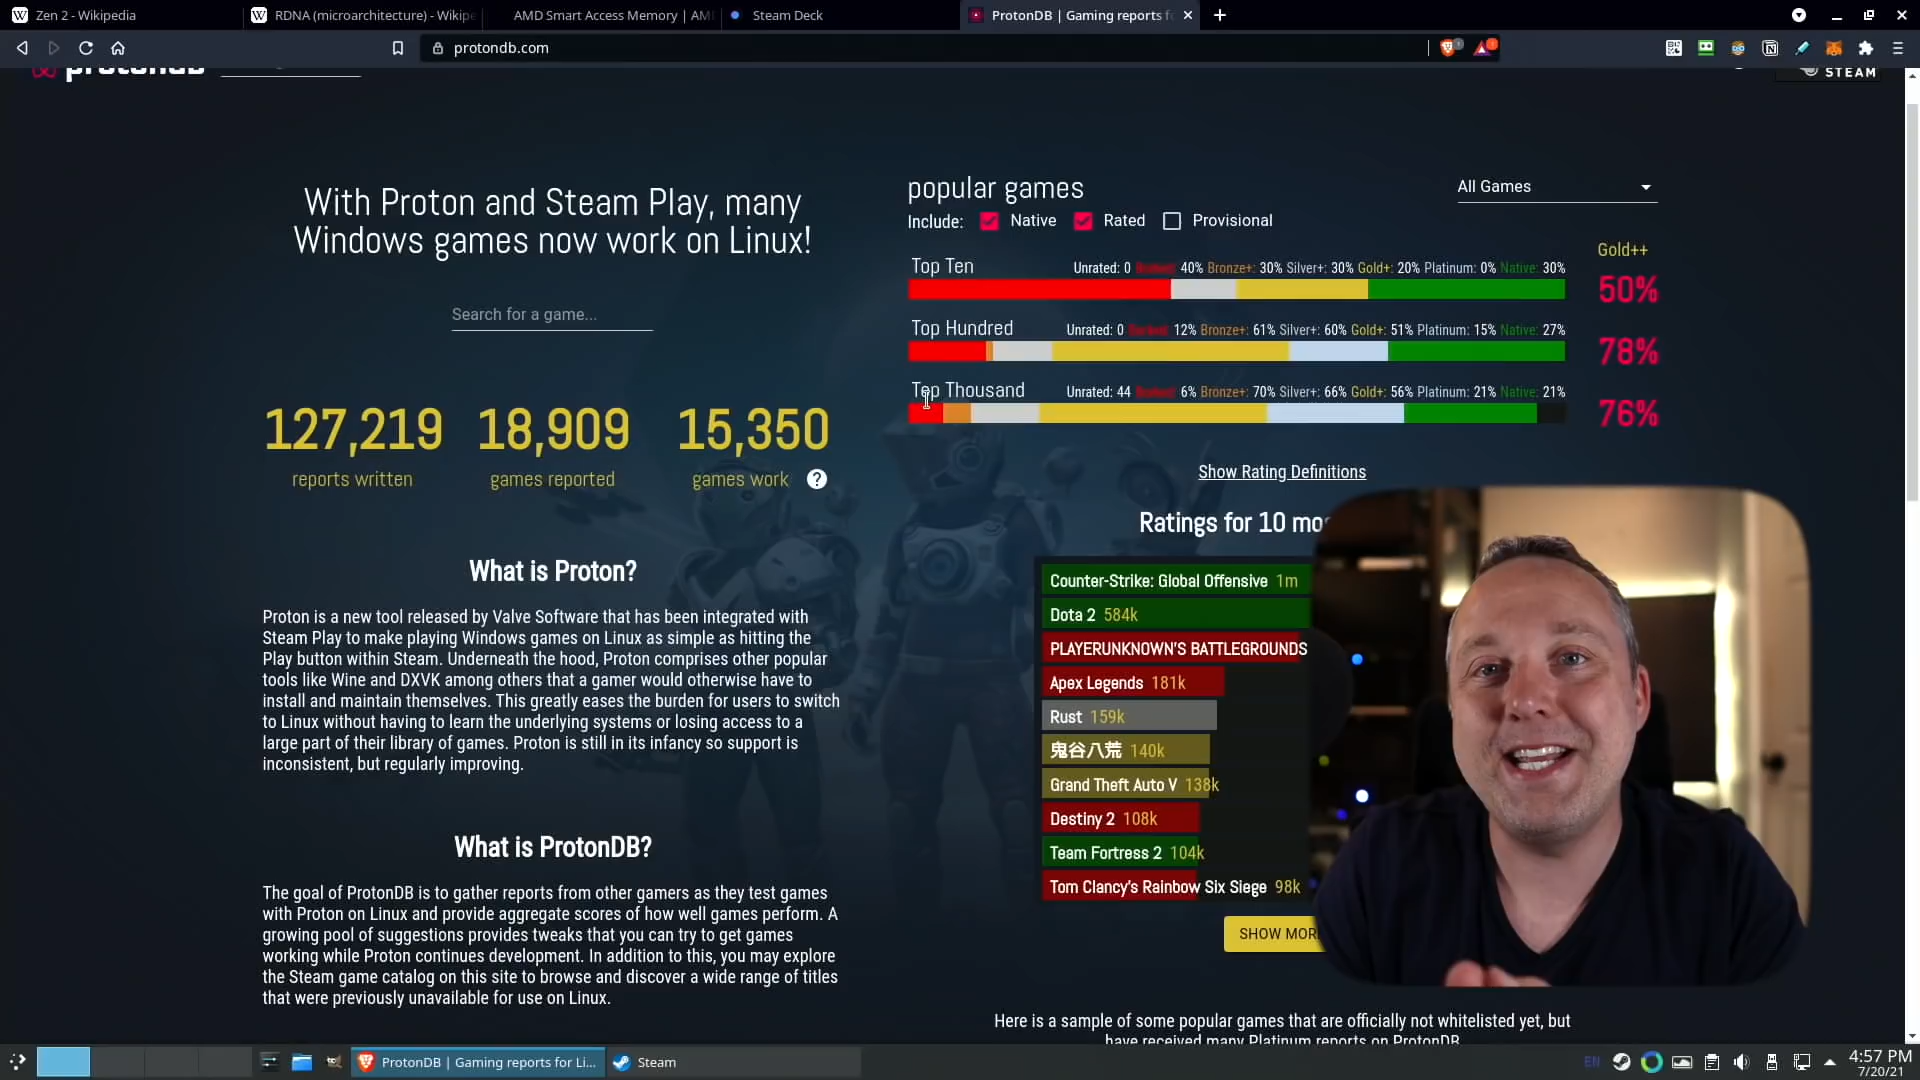 Zen 2 - Wikipedia
RDNA (microarchitecture) - Wikipe
AMD Smart Access Memory | AM
Steam Deck
ProtonDB | Gaming reports f
protondb.com
STEAM
With Proton and Steam Play, many
Windows games now work on Linux!
Search for a game...
127,219 18,909 15,350
reports written games reported games work ?
What is Proton?
Proton is a new tool released by Valve Software that has been integrated with
Steam Play to make playing Windows games on Linux as simple as hitting the
Play button within Steam. Underneath the hood, Proton comprises other popular
tools like Wine and DXVK among others that a gamer would otherwise have to
install and maintain themselves. This greatly eases the burden for users to switch
to Linux without having to learn the underlying systems or losing access to a
large part of their library of games. Proton is still in its infancy so support is
inconsistent, but regularly improving.
What is ProtonDB?
The goal of ProtonDB is to gather reports from other gamers as they test games
with Proton on Linux and provide aggregate scores of how well games perform. A
growing pool of suggestions provides tweaks that you can try to get games
working while Proton continues development. In addition to this, you may explore
the Steam game catalog on this site to browse and discover a wide range of titles
that were previously unavailable for use on Linux.
popular games
All Games
Include: Native Rated Provisional
Gold++
Top Ten Unrated: 0 40% Bronze+: 30% Silver+: 30% Gold+: 20% Platinum: 0% Native: 30%
50%
Top Hundred Unrated: 0 12% Bronze+: 61% Silver+: 60% Gold+: 51% Platinum: 15% Native: 27%
78%
Top Thousand Unrated: 44 6% Bronze+: 70% Silver+: 66% Gold+: 56% Platinum: 21% Native: 21%
76%
Show Rating Definitions
Ratings for 10 mo
Counter-Strike: Global Offensive 1m
Dota 2 584k
PLAYERUNKNOWN'S BATTLEGROUNDS
Apex Legends 181k
Rust 159k
鬼谷八荒 140k
Grand Theft Auto V 138k
Destiny 2 108k
Team Fortress 2 104k
Tom Clancy's Rainbow Six Siege 98k
SHOW MOR
Here is a sample of some popular games that are officially not whitelisted yet, but
have received many Platinum reports on ProtonDB
ProtonDB | Gaming reports for Li...
Steam
EN
4:57 PM
7/20/21